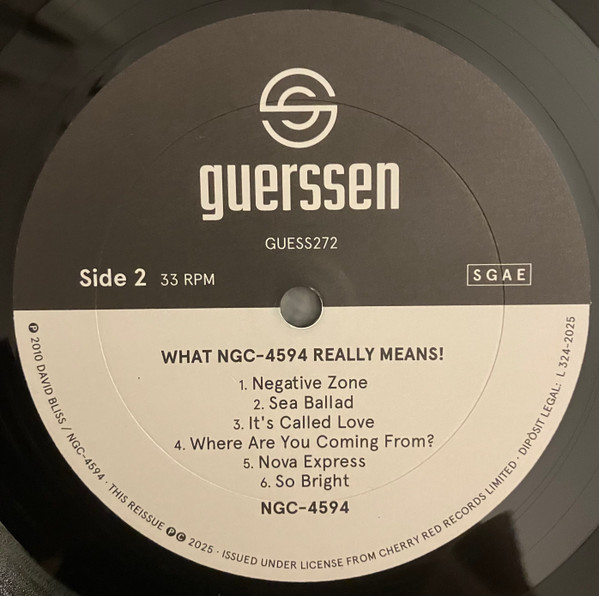 guerssen
GUESS272
Side 2 33 RPM
SGAE
WHAT NGC-4594 REALLY MEANS!
1. Negative Zone
2. Sea Ballad
3. It's Called Love
4. Where Are You Coming From?
5. Nova Express
6. So Bright
NGC-4594
Ⓟ 2010 DAVID BLISS / NGC-4594 · THIS REISSUE Ⓟ Ⓒ 2025 · ISSUED UNDER LICENSE FROM CHERRY RED RECORDS LIMITED · DIPÒSIT LEGAL: L 324-2025